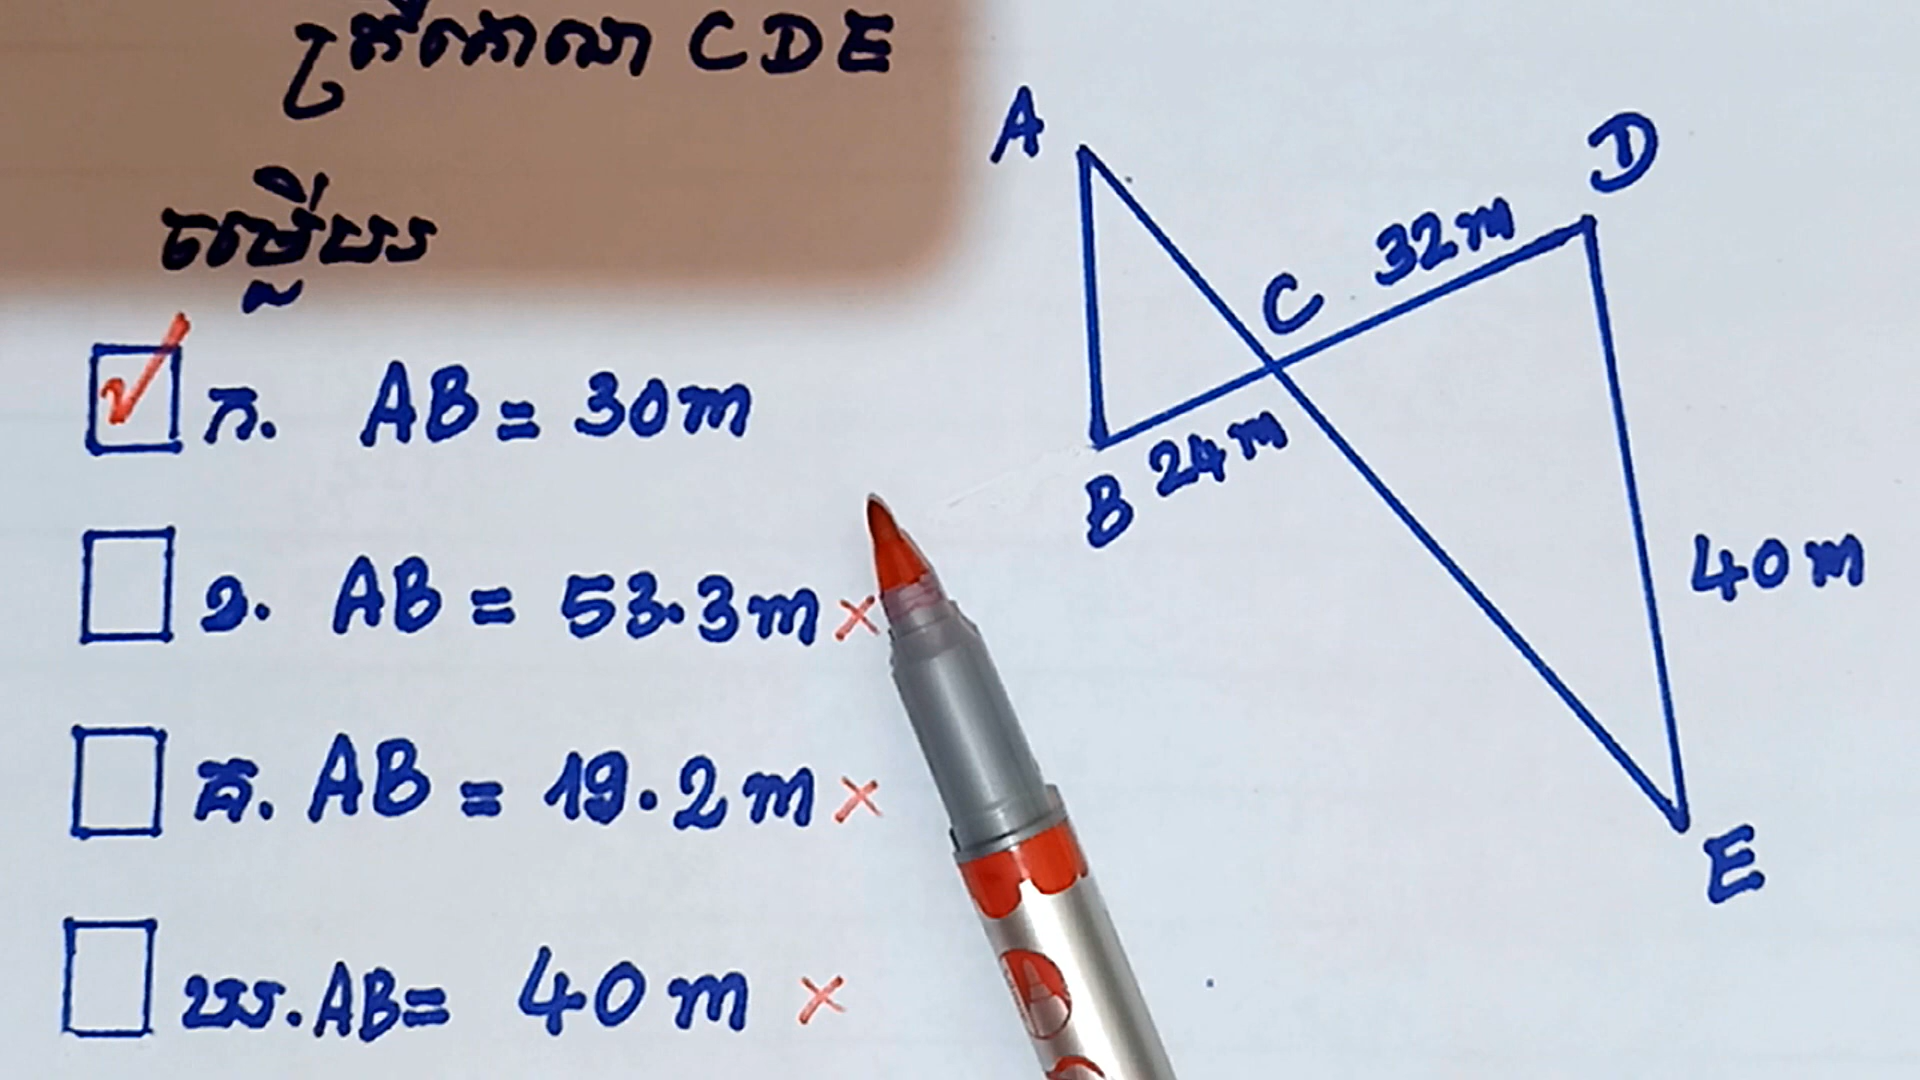 ត្រីកោណ CDE
ចម្លើយ
ក. AB = 30m
ខ. AB = 53.3m ×
គ. AB = 19.2m ×
ឃ. AB = 40m ×
A
D
C 32m
B 24m
40m
E